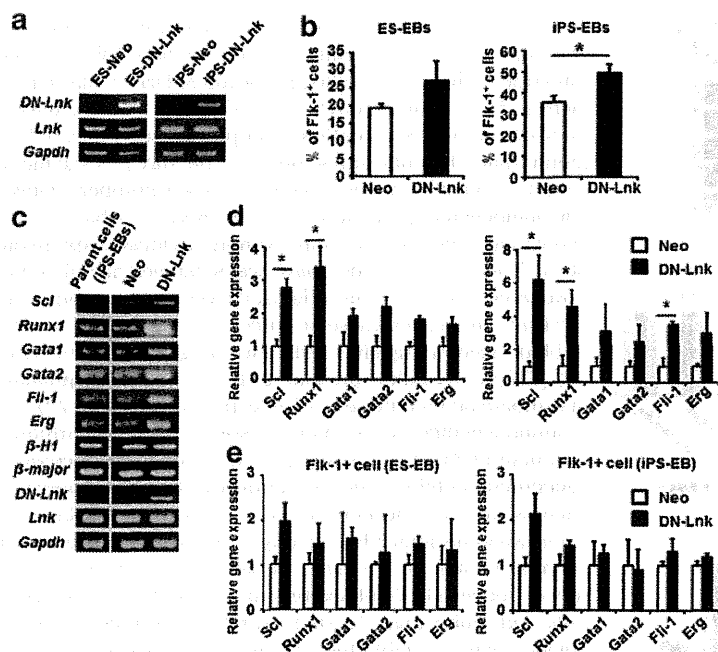 a
ES-Neo
ES-DN-Lnk
iPS-Neo
iPS-DN-Lnk
DN-Lnk
Lnk
Gapdh
b
ES-EBs
% of Flk-1+ cells
35
30
25
20
15
10
5
0
Neo
DN-Lnk
iPS-EBs
*
% of Flk-1+ cells
60
50
40
30
20
10
0
Neo
DN-Lnk
c
Parent cells
(iPS-EBs)
Neo
DN-Lnk
Scl
Runx1
Gata1
Gata2
Fli-1
Erg
β-H1
β-major
DN-Lnk
Lnk
Gapdh
d
Relative gene expression
4
3
2
1
0
*
*
Scl
Runx1
Gata1
Gata2
Fli-1
Erg
Relative gene expression
8
6
4
2
0
*
*
*
Neo
DN-Lnk
Scl
Runx1
Gata1
Gata2
Fli-1
Erg
e
Flk-1+ cell (ES-EB)
Relative gene expression
3
2
1
0
Scl
Runx1
Gata1
Gata2
Fli-1
Erg
Flk-1+ cell (iPS-EB)
Relative gene expression
3
2
1
0
Neo
DN-Lnk
Scl
Runx1
Gata1
Gata2
Fli-1
Erg